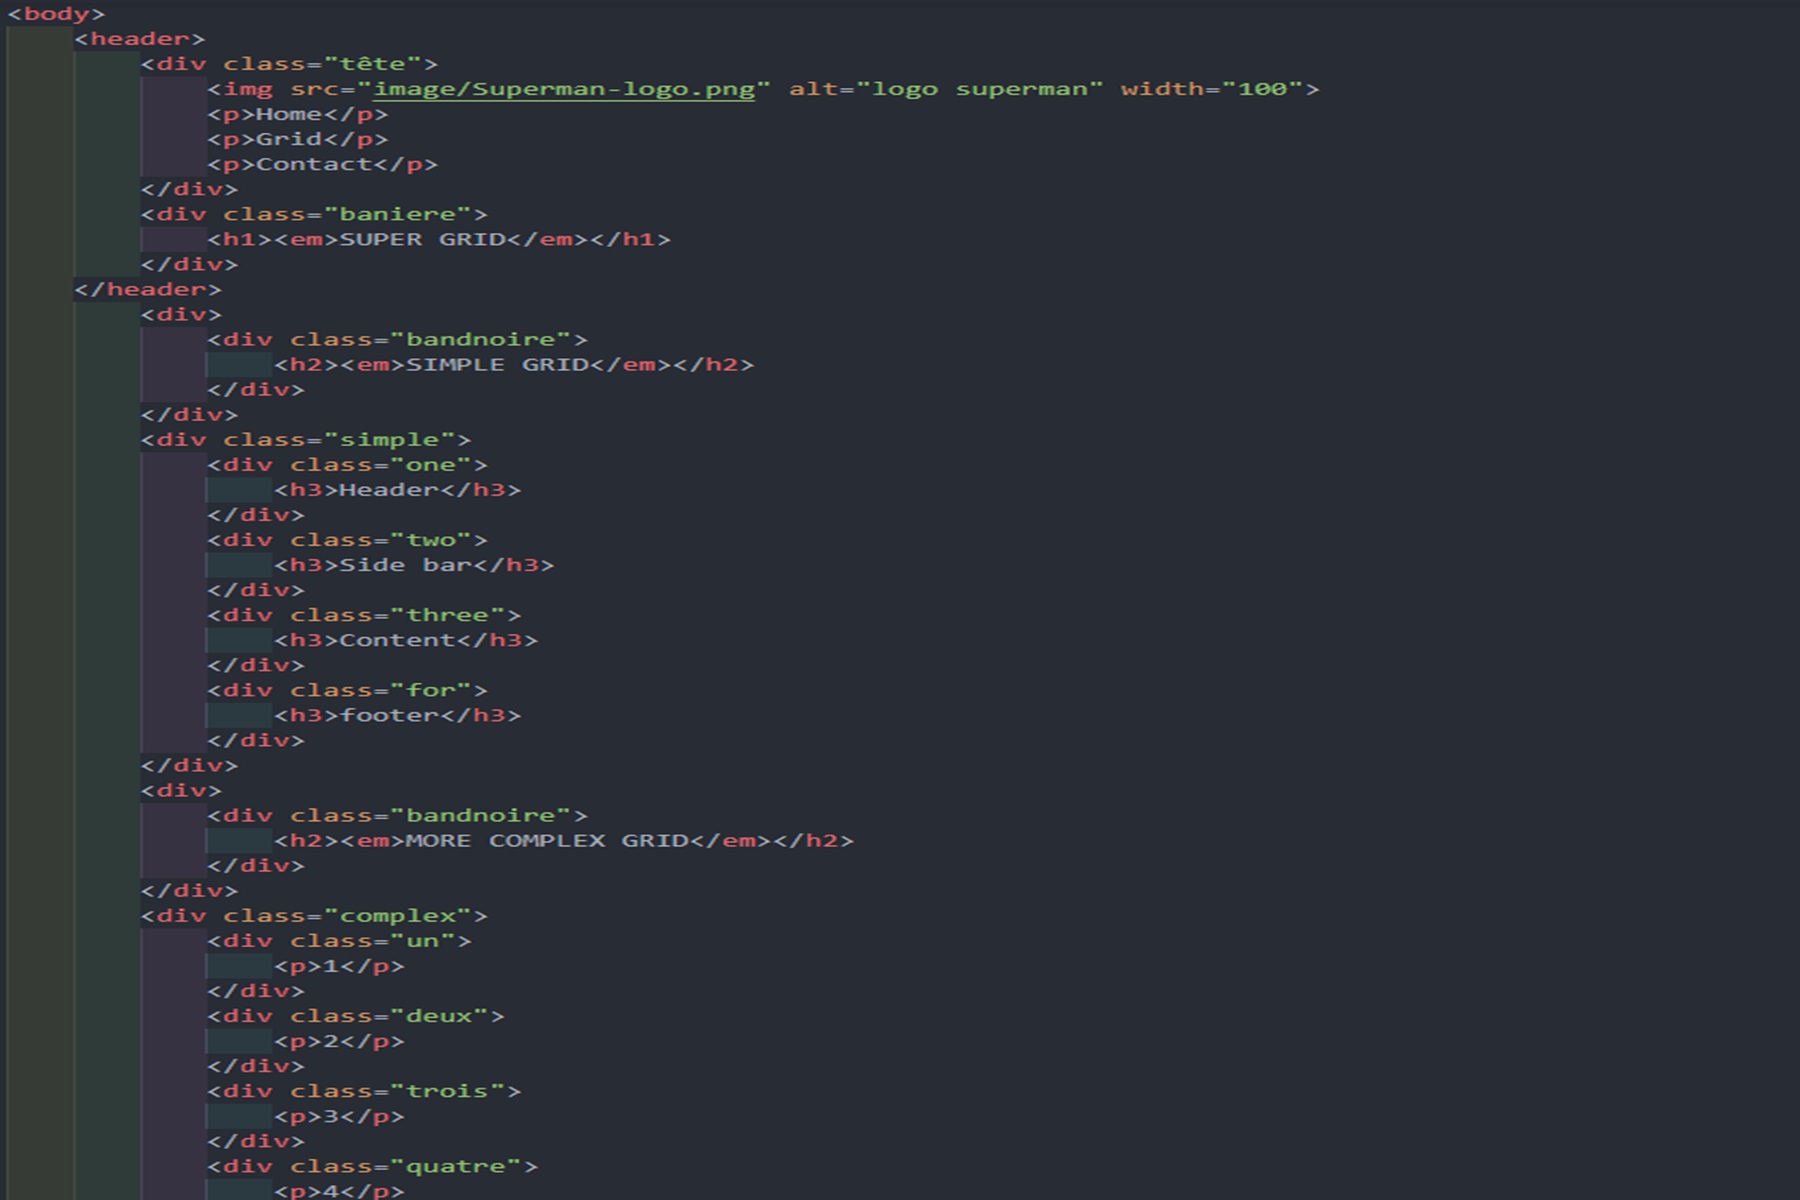 <body>
<header>
<div class="tête">
<img src="image/Superman-logo.png" alt="logo superman" width="100">
<p>Home</p>
<p>Grid</p>
<p>Contact</p>
</div>
<div class="baniere">
<h1><em>SUPER GRID</em></h1>
</div>
</header>
<div>
<div class="bandnoire">
<h2><em>SIMPLE GRID</em></h2>
</div>
</div>
<div class="simple">
<div class="one">
<h3>Header</h3>
</div>
<div class="two">
<h3>Side bar</h3>
</div>
<div class="three">
<h3>Content</h3>
</div>
<div class="for">
<h3>footer</h3>
</div>
</div>
<div>
<div class="bandnoire">
<h2><em>MORE COMPLEX GRID</em></h2>
</div>
</div>
<div class="complex">
<div class="un">
<p>1</p>
</div>
<div class="deux">
<p>2</p>
</div>
<div class="trois">
<p>3</p>
</div>
<div class="quatre">
<p>4</p>